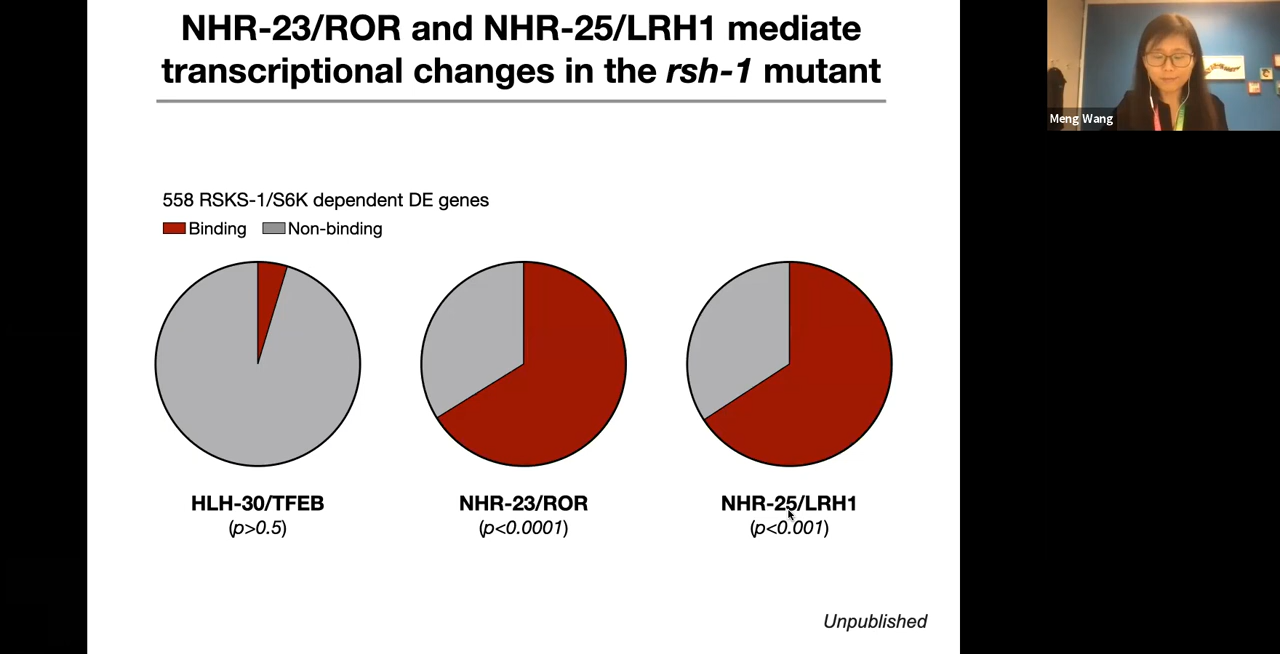 NHR-23/ROR and NHR-25/LRH1 mediate
transcriptional changes in the rsh-1 mutant
Meng Wang
558 RSKS-1/S6K dependent DE genes
Binding Non-binding
HLH-30/TFEB NHR-23/ROR NHR-25/LRH1
(p>0.5) (p<0.0001) (p<0.001)
Unpublished